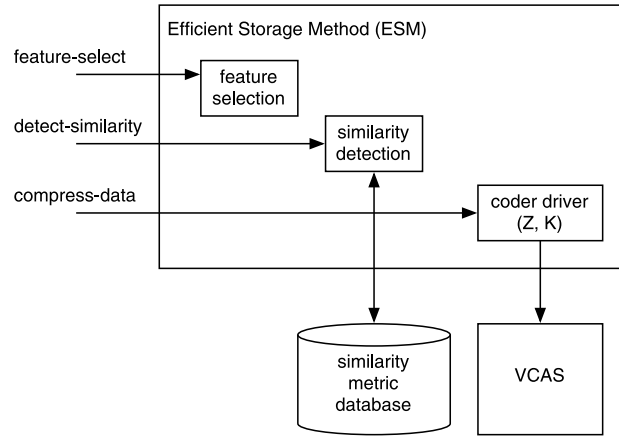 Efficient Storage Method (ESM)
feature-select
feature
selection
detect-similarity
similarity
detection
compress-data
coder driver
(Z, K)
similarity
metric
database
VCAS